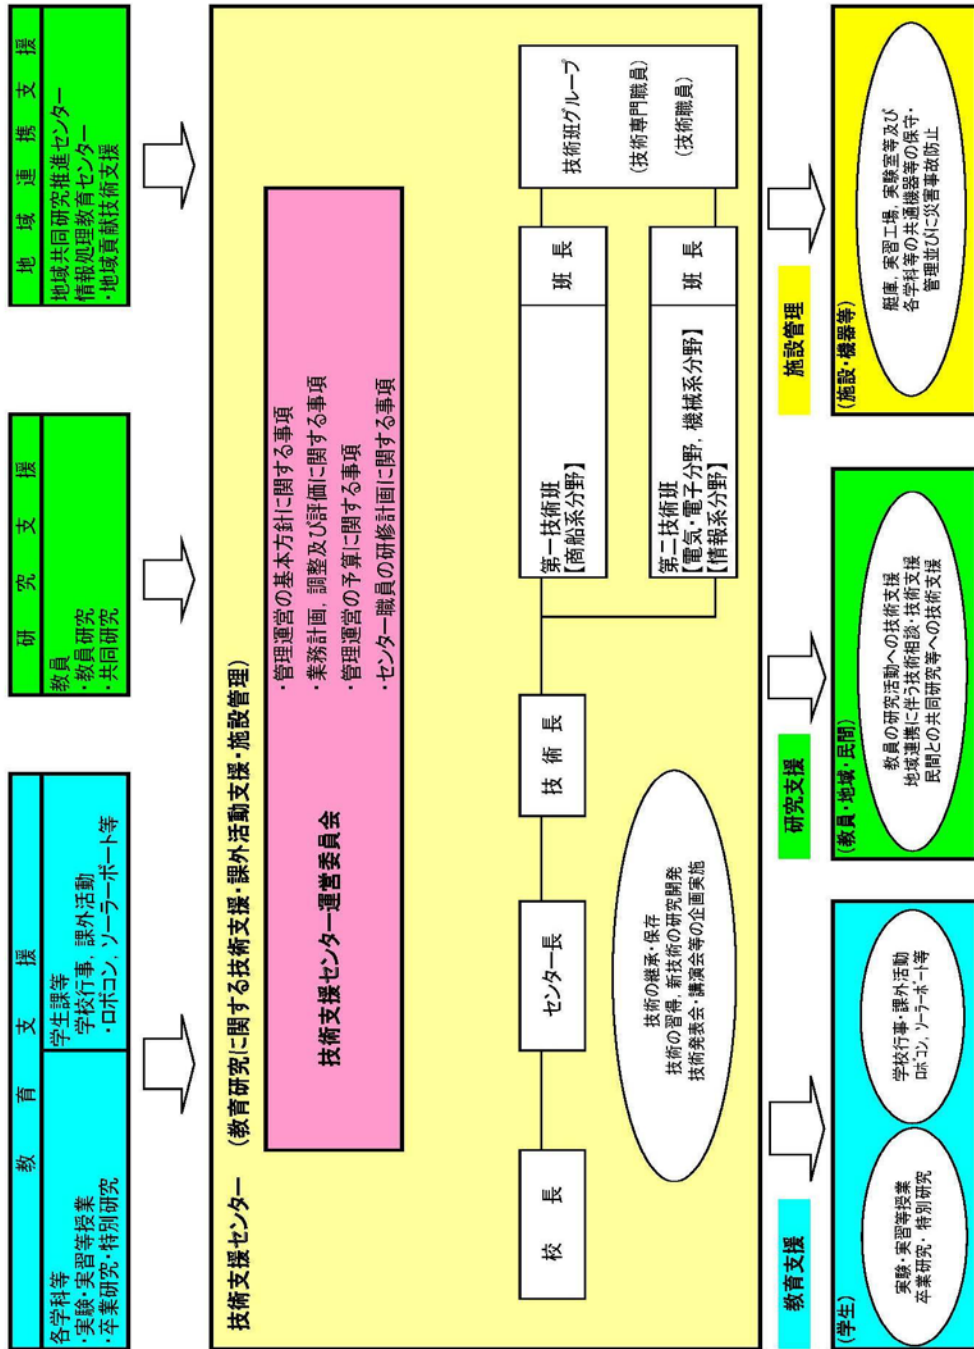 教 育 支 援
各学科等
・実験・実習等授業
・卒業研究・特別研究
学生課等
学校行事, 課外活動
・ロボコン, ソーラーボート等
研 究 支 援
教員
・教員研究
・共同研究
地 域 連 携 支 援
地域共同研究推進センター
情報処理教育センター
・地域貢献技術支援
技術支援センター (教育研究に関する技術支援・課外活動支援・施設管理)
技術支援センター運営委員会
・管理運営の基本方針に関する事項
・業務計画, 調整及び評価に関する事項
・管理運営の予算に関する事項
・センター職員の研修計画に関する事項
校 長
センター長
技 術 長
第一技術班
【商船系分野】
班 長
第二技術班
【電気・電子分野, 機械系分野】
【情報系分野】
班 長
技術班グループ
(技術専門職員)
(技術職員)
技術の継承・保存
技術の習得, 新技術の研究開発
技術発表会・講演会等の企画実施
教育支援
研究支援
施設管理
(学生)
実験・実習等授業
卒業研究・特別研究
学校行事・課外活動
ロボコン, ソーラーボート等
(教員・地域・民間)
教員の研究活動への技術支援
地域連携に伴う技術相談・技術支援
民間との共同研究等への技術支援
(施設・機器等)
艇庫, 実習工場, 実験室等及び
各学科等の共通機器等の保守・
管理並びに災害事故防止